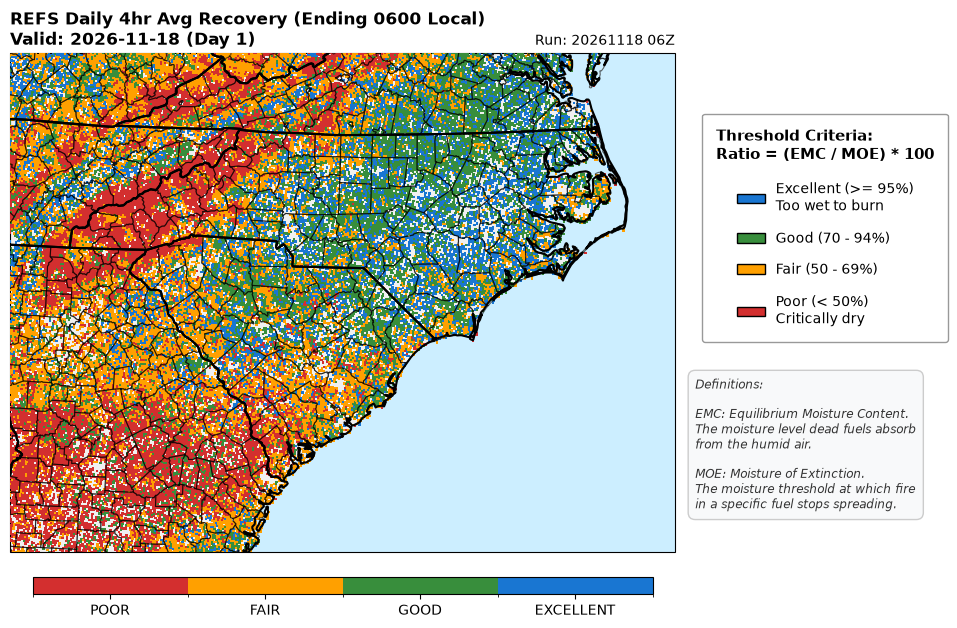 REFS Daily 4hr Avg Recovery (Ending 0600 Local)
Valid: 2026-11-18 (Day 1)
Run: 20261118 06Z
Threshold Criteria:
Ratio = (EMC / MOE) * 100
Excellent (>= 95%)
Too wet to burn
Good (70 - 94%)
Fair (50 - 69%)
Poor (< 50%)
Critically dry
Definitions:
EMC: Equilibrium Moisture Content.
The moisture level dead fuels absorb
from the humid air.
MOE: Moisture of Extinction.
The moisture threshold at which fire
in a specific fuel stops spreading.
POOR
FAIR
GOOD
EXCELLENT